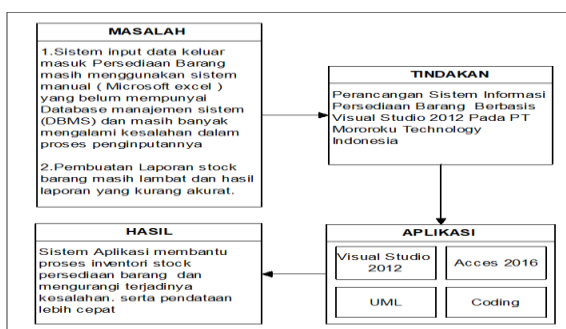 MASALAH
1.Sistem input data keluar
masuk Persediaan Barang
masih menggunakan sistem
manual ( Microsoft excel )
yang belum mempunyai
Database manajemen sistem
(DBMS) dan masih banyak
mengalami kesalahan dalam
proses penginputannya
2.Pembuatan Laporan stock
barang masih lambat dan hasil
laporan yang kurang akurat.
TINDAKAN
Perancangan Sistem Informasi
Persediaan Barang Berbasis
Visual Studio 2012 Pada PT
Mororoku Technology
Indonesia
APLIKASI
Visual Studio
2012
Acces 2016
UML
Coding
HASIL
Sistem Aplikasi membantu
proses inventori stock
persediaan barang dan
mengurangi terjadinya
kesalahan. serta pendataan
lebih cepat